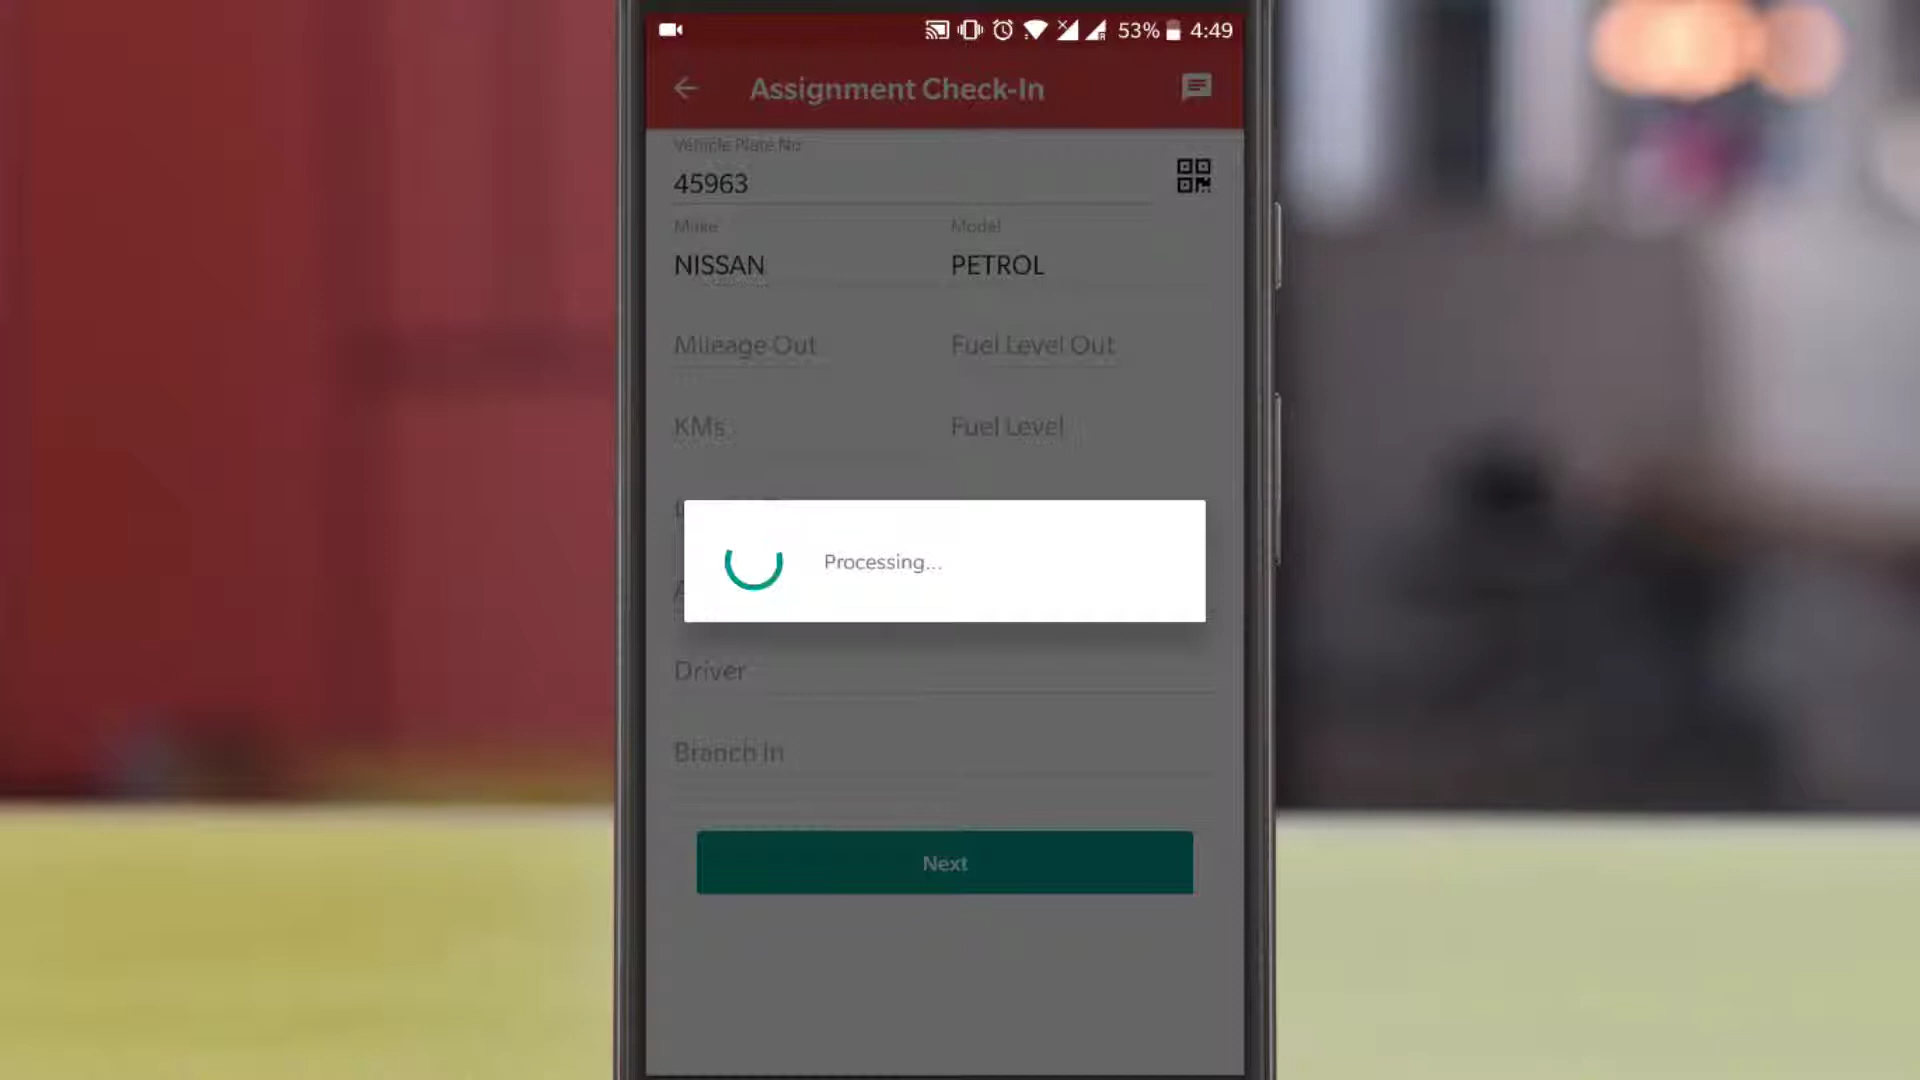 53% 4:49
Assignment Check-In
Vehicle Plate No
45963
Make Model
NISSAN PETROL
Mileage Out Fuel Level Out
KMs Fuel Level
Processing...
Driver
Branch In
Next